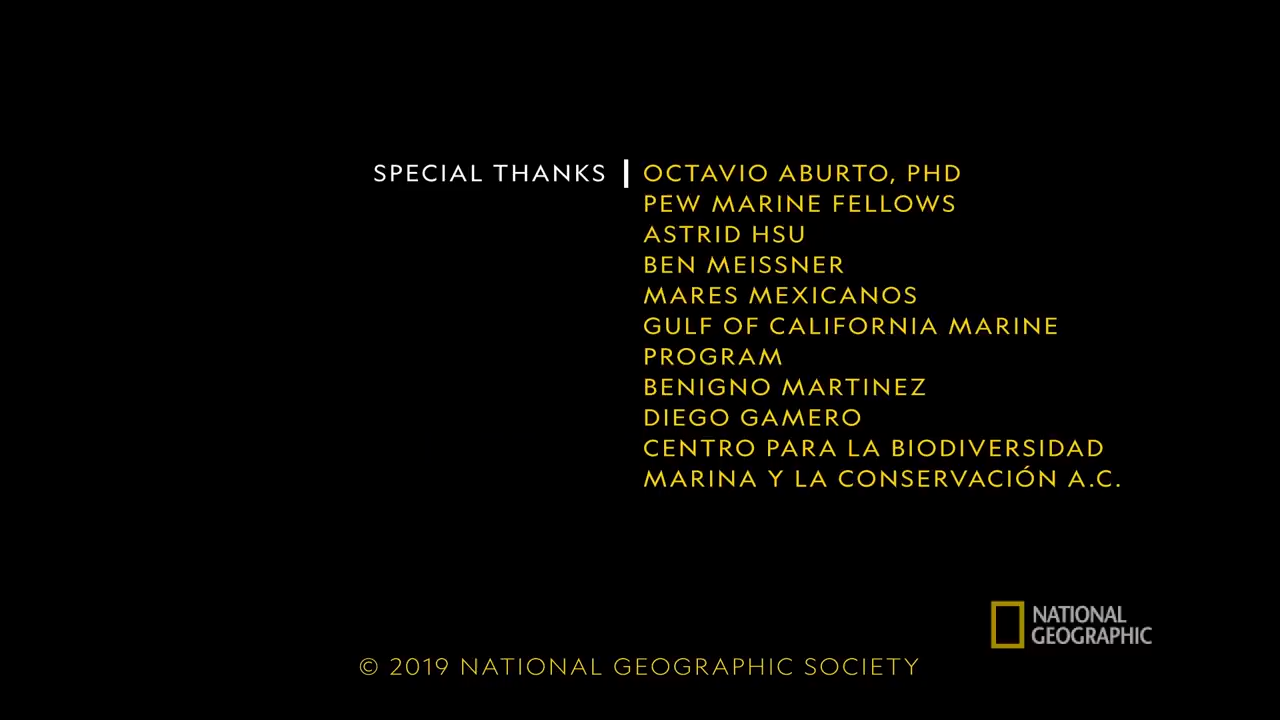 SPECIAL THANKS | OCTAVIO ABURTO, PHD
PEW MARINE FELLOWS
ASTRID HSU
BEN MEISSNER
MARES MEXICANOS
GULF OF CALIFORNIA MARINE
PROGRAM
BENIGNO MARTINEZ
DIEGO GAMERO
CENTRO PARA LA BIODIVERSIDAD
MARINA Y LA CONSERVACIÓN A.C.
NATIONAL
GEOGRAPHIC
© 2019 NATIONAL GEOGRAPHIC SOCIETY